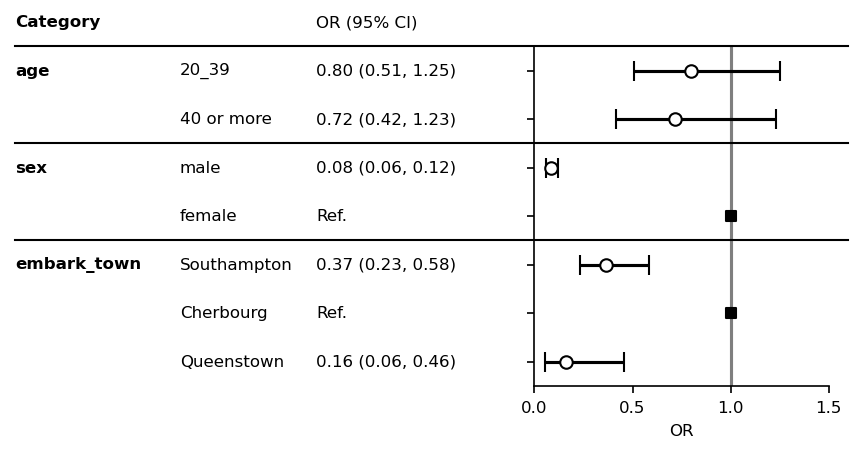 Category OR (95% CI)
age 20_39 0.80 (0.51, 1.25)
40 or more 0.72 (0.42, 1.23)
sex male 0.08 (0.06, 0.12)
female Ref.
embark_town Southampton 0.37 (0.23, 0.58)
Cherbourg Ref.
Queenstown 0.16 (0.06, 0.46)
0.0 0.5 1.0 1.5
OR